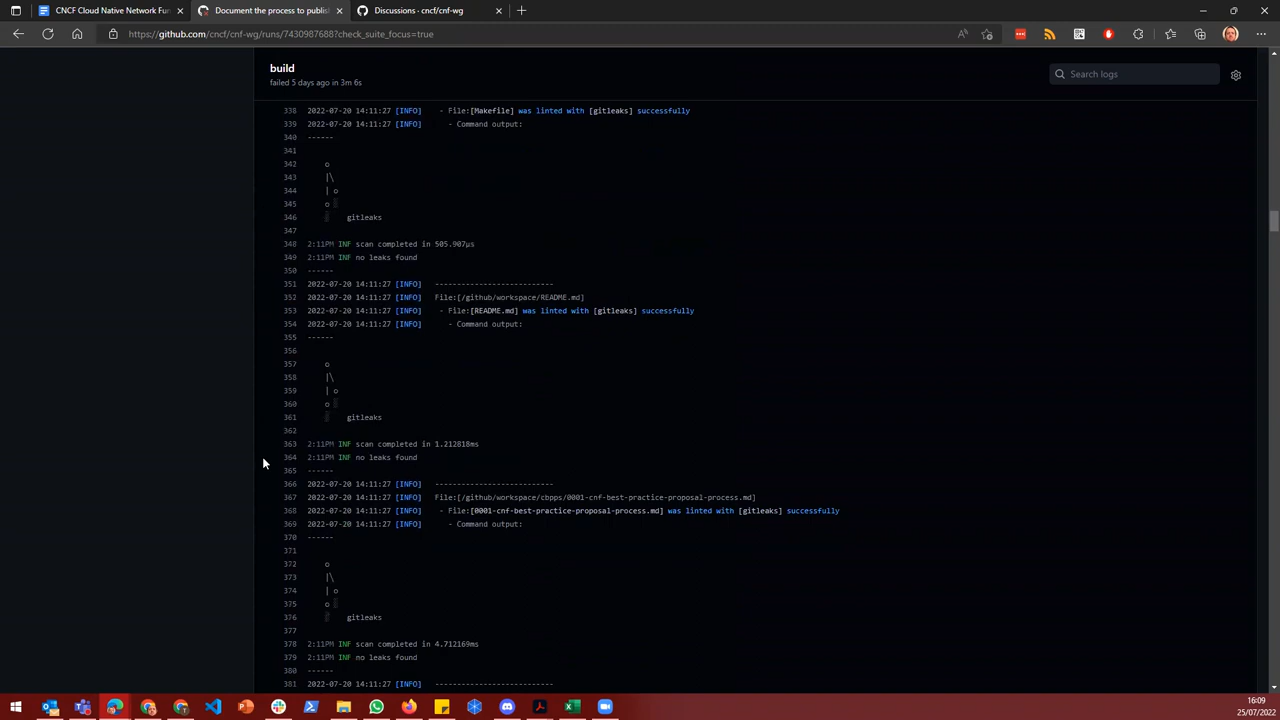 CNCF Cloud Native Network Fun
Document the process to publish
Discussions · cncf/cnf-wg
https://github.com/cncf/cnf-wg/runs/7430987688?check_suite_focus=true
build
failed 5 days ago in 3m 6s
Search logs
338 2022-07-20 14:11:27 [INFO] - File:[Makefile] was linted with [gitleaks] successfully
339 2022-07-20 14:11:27 [INFO] - Command output:
340 ------
341
342 o
343 |\
344 | o
345 o ░
346 ░ gitleaks
347
348 2:11PM INF scan completed in 505.907µs
349 2:11PM INF no leaks found
350 ------
351 2022-07-20 14:11:27 [INFO] ---------------------------
352 2022-07-20 14:11:27 [INFO] File:[/github/workspace/README.md]
353 2022-07-20 14:11:27 [INFO] - File:[README.md] was linted with [gitleaks] successfully
354 2022-07-20 14:11:27 [INFO] - Command output:
355 ------
356
357 o
358 |\
359 | o
360 o ░
361 ░ gitleaks
362
363 2:11PM INF scan completed in 1.212818ms
364 2:11PM INF no leaks found
365 ------
366 2022-07-20 14:11:27 [INFO] ---------------------------
367 2022-07-20 14:11:27 [INFO] File:[/github/workspace/cbpps/0001-cnf-best-practice-proposal-process.md]
368 2022-07-20 14:11:27 [INFO] - File:[0001-cnf-best-practice-proposal-process.md] was linted with [gitleaks] successfully
369 2022-07-20 14:11:27 [INFO] - Command output:
370 ------
371
372 o
373 |\
374 | o
375 o ░
376 ░ gitleaks
377
378 2:11PM INF scan completed in 4.712169ms
379 2:11PM INF no leaks found
380 ------
381 2022-07-20 14:11:27 [INFO] ---------------------------
16:09
25/07/2022